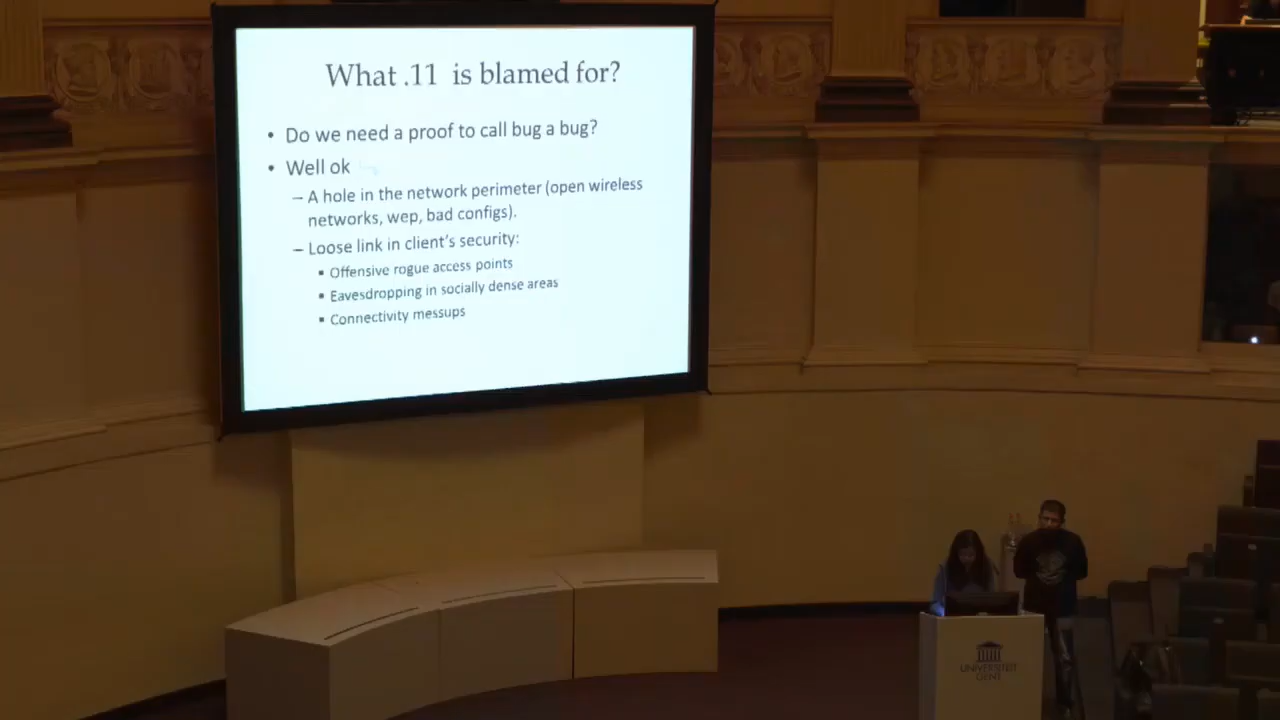 What .11 is blamed for?
• Do we need a proof to call bug a bug?
• Well ok
– A hole in the network perimeter (open wireless
networks, wep, bad configs).
– Loose link in client's security:
▪ Offensive rogue access points
▪ Eavesdropping in socially dense areas
▪ Connectivity messups
UNIVERSITEIT
GENT